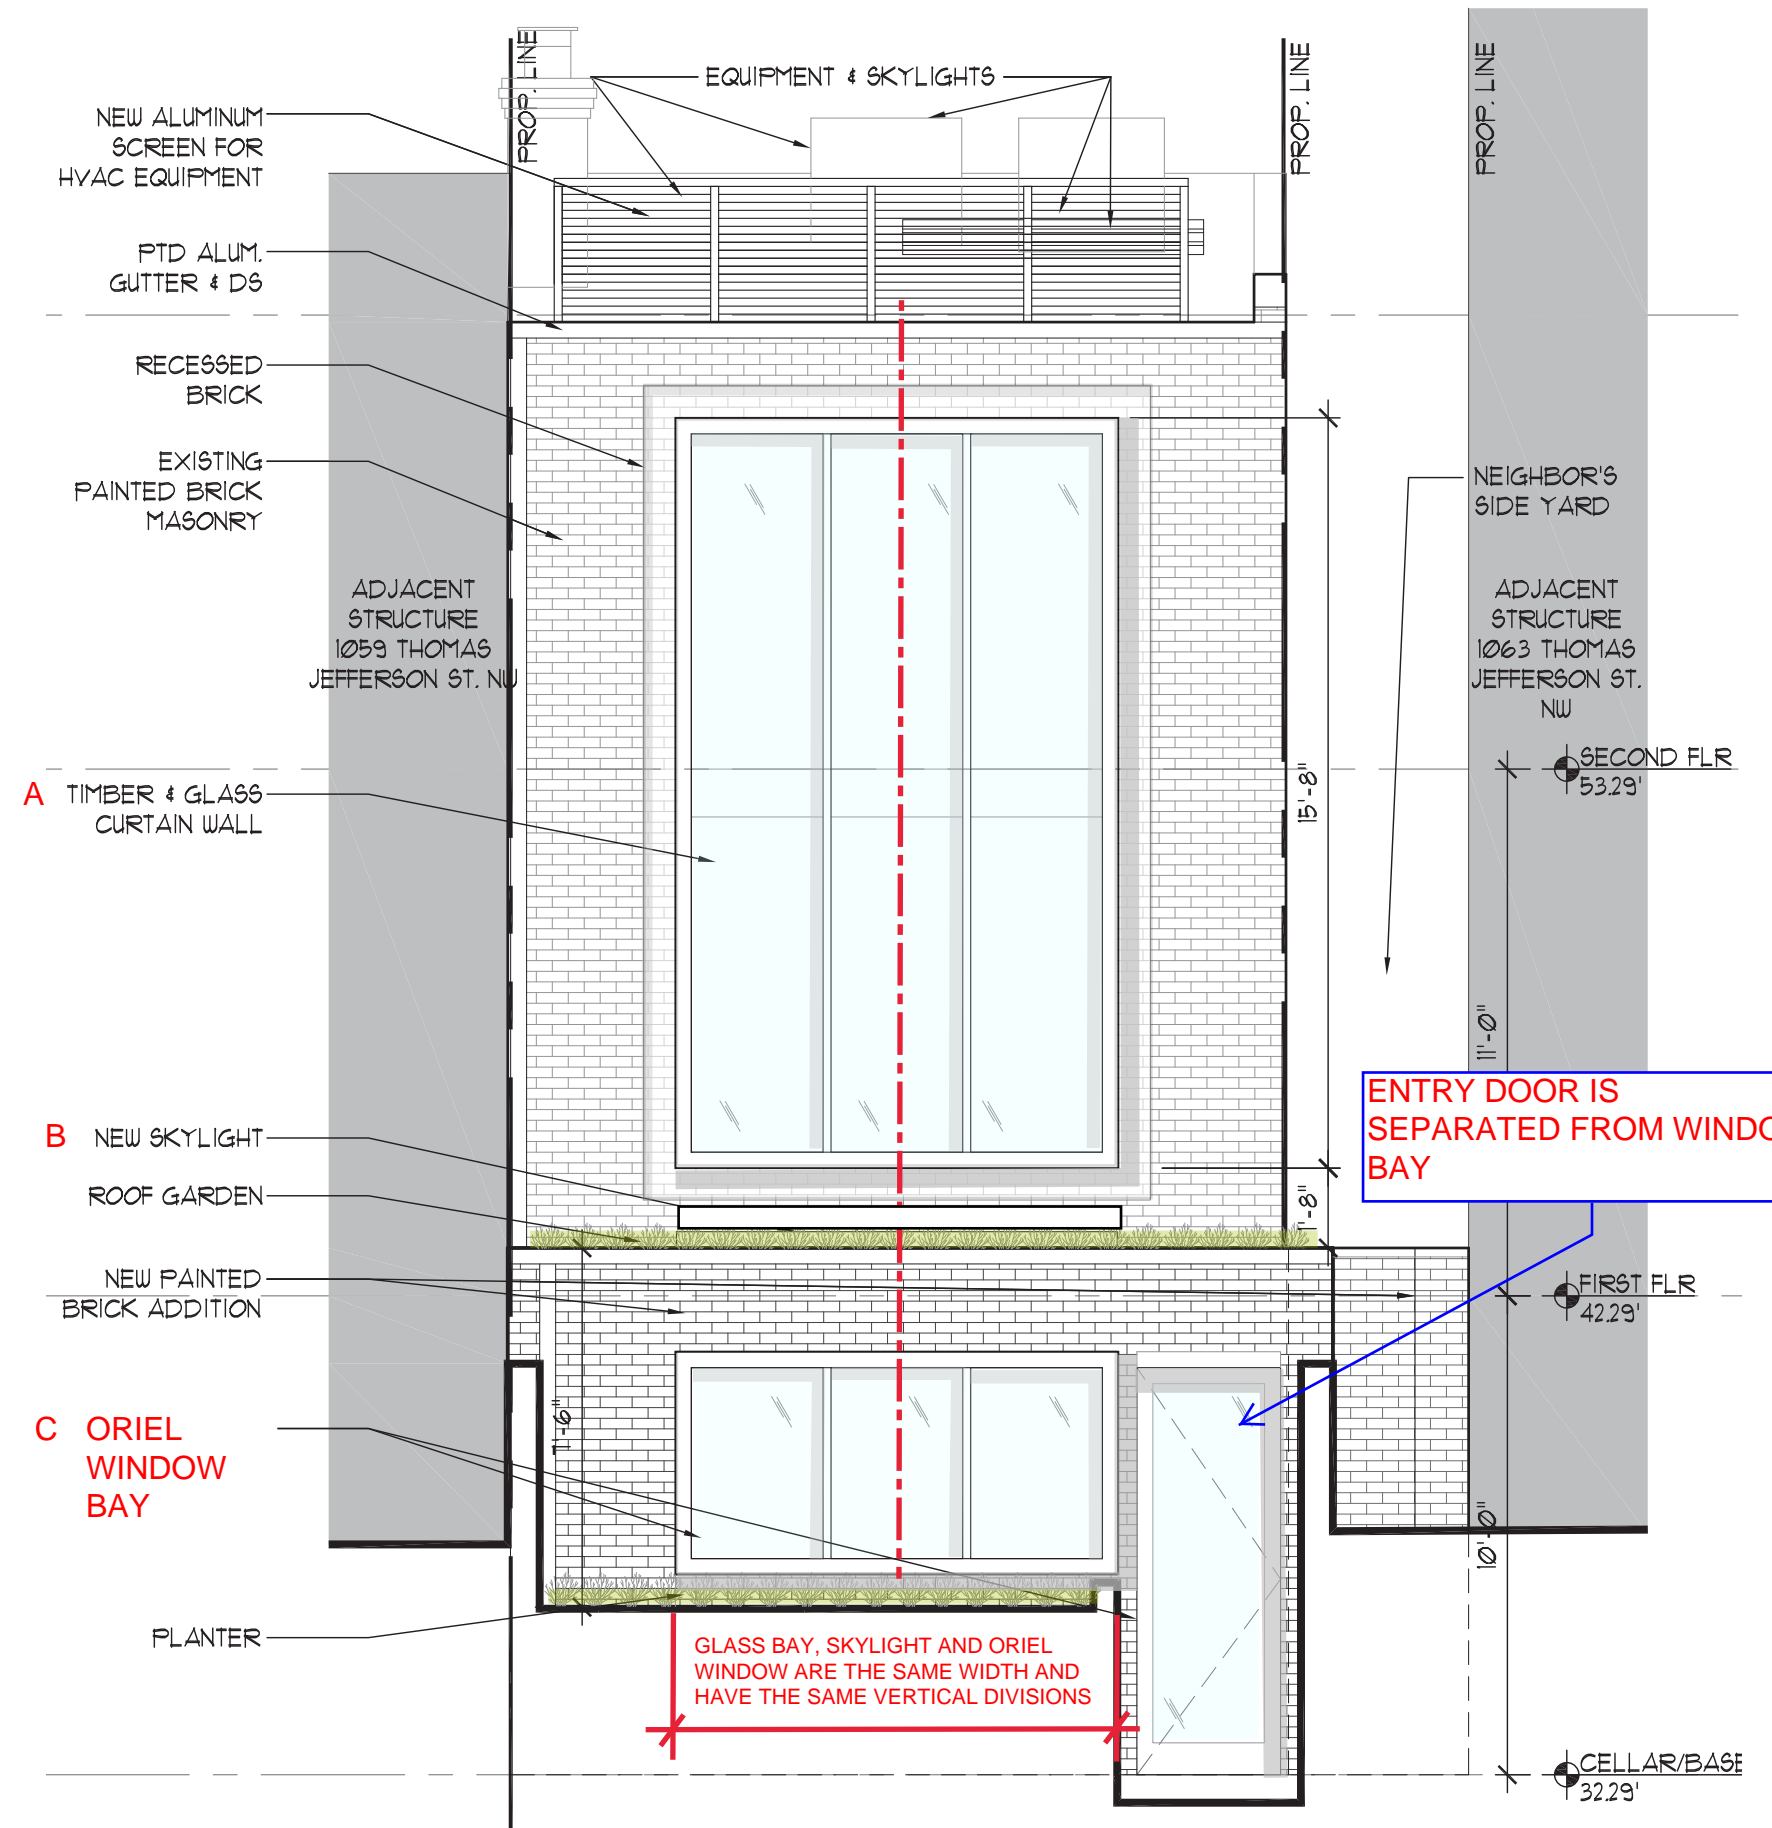 PROP. LINE
PROP. LINE
PROP. LINE
EQUIPMENT & SKYLIGHTS
NEW ALUMINUM
SCREEN FOR
HVAC EQUIPMENT
PTD ALUM.
GUTTER & DS
RECESSED
BRICK
EXISTING
PAINTED BRICK
MASONRY
NEIGHBOR'S
SIDE YARD
ADJACENT
STRUCTURE
1059 THOMAS
JEFFERSON ST. NW
ADJACENT
STRUCTURE
1063 THOMAS
JEFFERSON ST.
NW
SECOND FLR
53.29'
A TIMBER & GLASS
CURTAIN WALL
15'-8"
11'-0"
ENTRY DOOR IS
SEPARATED FROM WINDO
BAY
B NEW SKYLIGHT
ROOF GARDEN
1'-8"
NEW PAINTED
BRICK ADDITION
FIRST FLR
42.29'
C ORIEL
WINDOW
BAY
7'-6"
10'-0"
PLANTER
GLASS BAY, SKYLIGHT AND ORIEL
WINDOW ARE THE SAME WIDTH AND
HAVE THE SAME VERTICAL DIVISIONS
CELLAR/BASE
32.29'